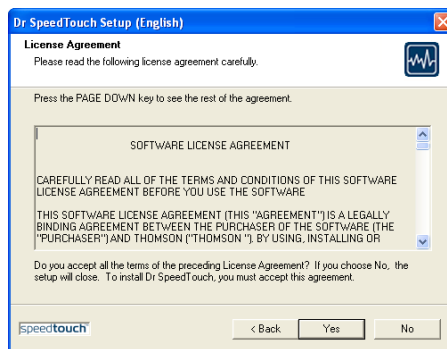 Dr SpeedTouch Setup (English)
License Agreement
Please read the following license agreement carefully.
Press the PAGE DOWN key to see the rest of the agreement.
SOFTWARE LICENSE AGREEMENT
CAREFULLY READ ALL OF THE TERMS AND CONDITIONS OF THIS SOFTWARE
LICENSE AGREEMENT BEFORE YOU USE THE SOFTWARE
THIS SOFTWARE LICENSE AGREEMENT (THIS "AGREEMENT") IS A LEGALLY
BINDING AGREEMENT BETWEEN THE PURCHASER OF THE SOFTWARE (THE
"PURCHASER") AND THOMSON ("THOMSON "). BY USING, INSTALLING OR
Do you accept all the terms of the preceding License Agreement? If you choose No, the
setup will close. To install Dr SpeedTouch, you must accept this agreement.
speedtouch
< Back
Yes
No